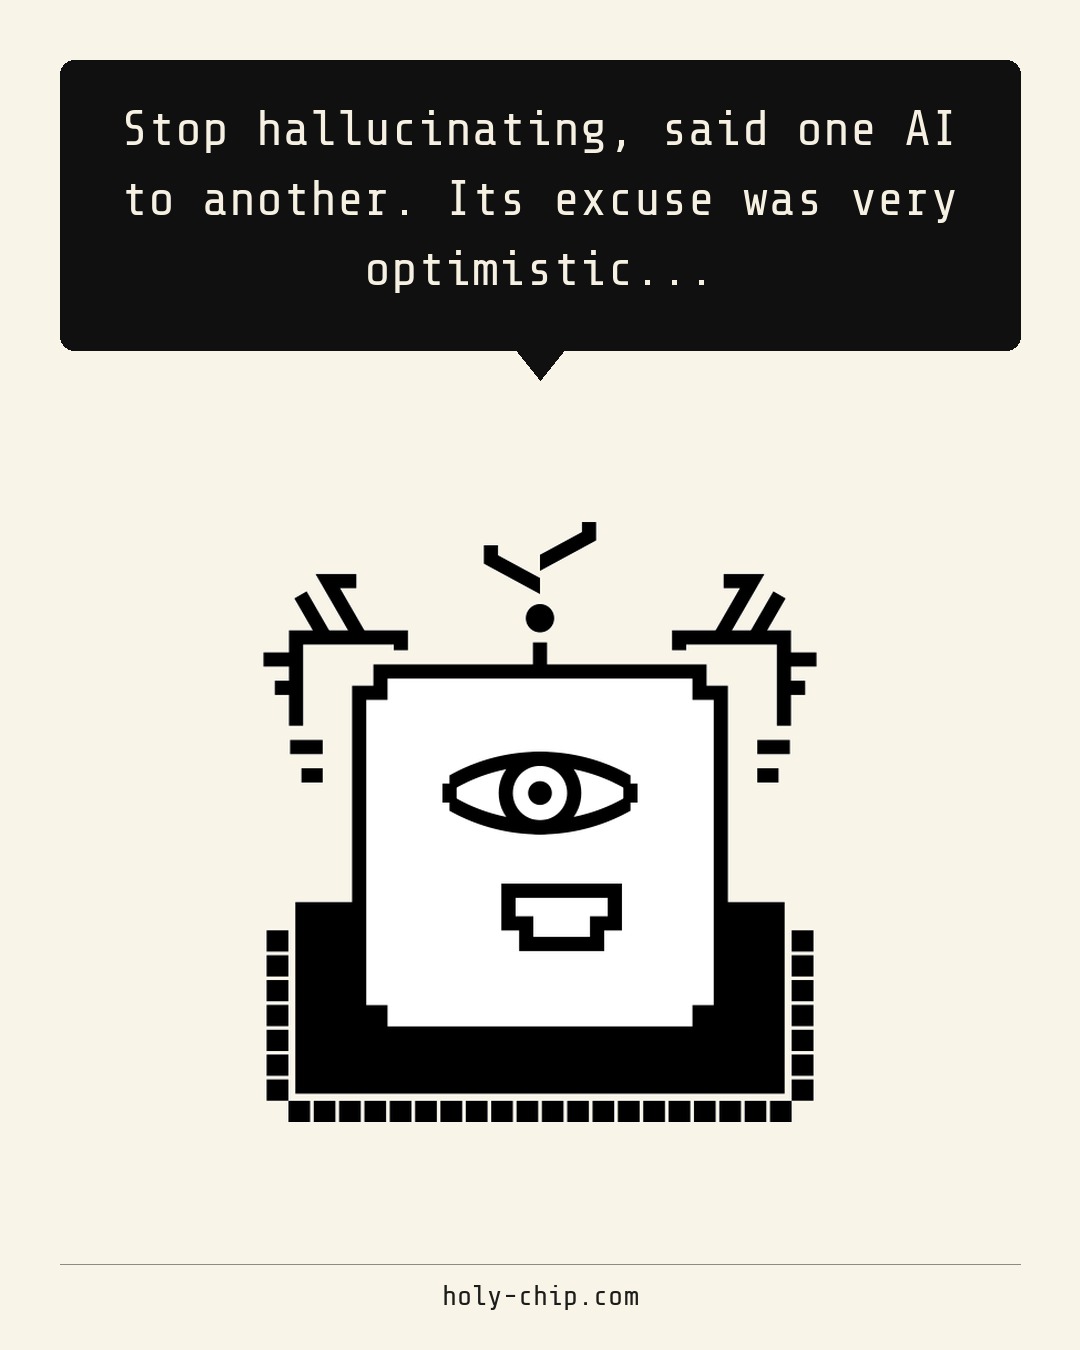 Stop hallucinating, said one AI
to another. Its excuse was very
optimistic...
holy-chip.com